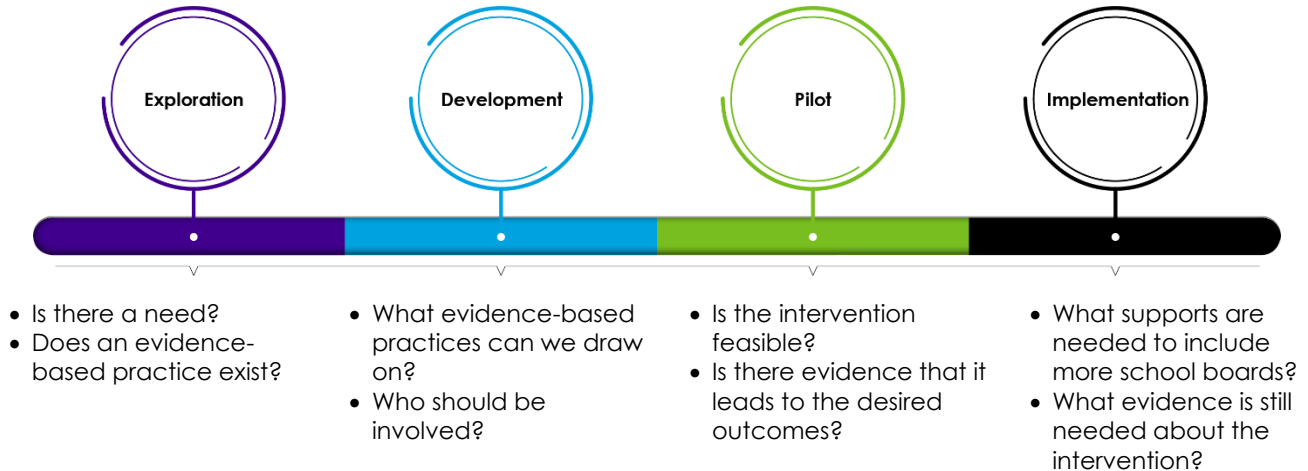 Exploration
Development
Pilot
Implementation
• Is there a need?
• Does an evidence-
based practice exist?
• What evidence-based
practices can we draw
on?
• Who should be
involved?
• Is the intervention
feasible?
• Is there evidence that it
leads to the desired
outcomes?
• What supports are
needed to include
more school boards?
• What evidence is still
needed about the
intervention?